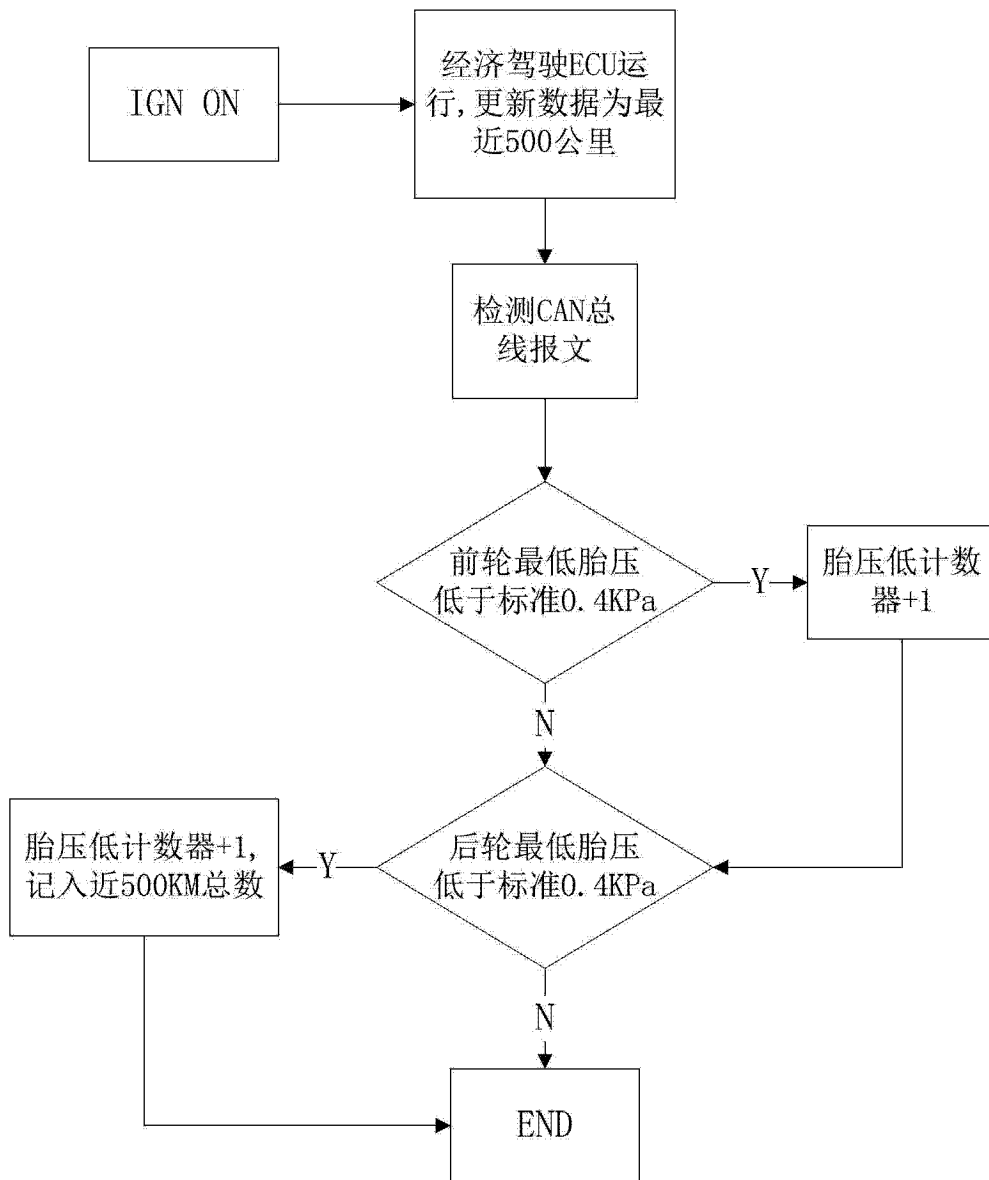 IGN ON
经济驾驶ECU运
行,更新数据为最
近500公里
检测CAN总
线报文
前轮最低胎压
低于标准0.4KPa
Y
胎压低计数
器+1
N
后轮最低胎压
低于标准0.4KPa
Y
胎压低计数器+1,
记入近500KM总数
N
END